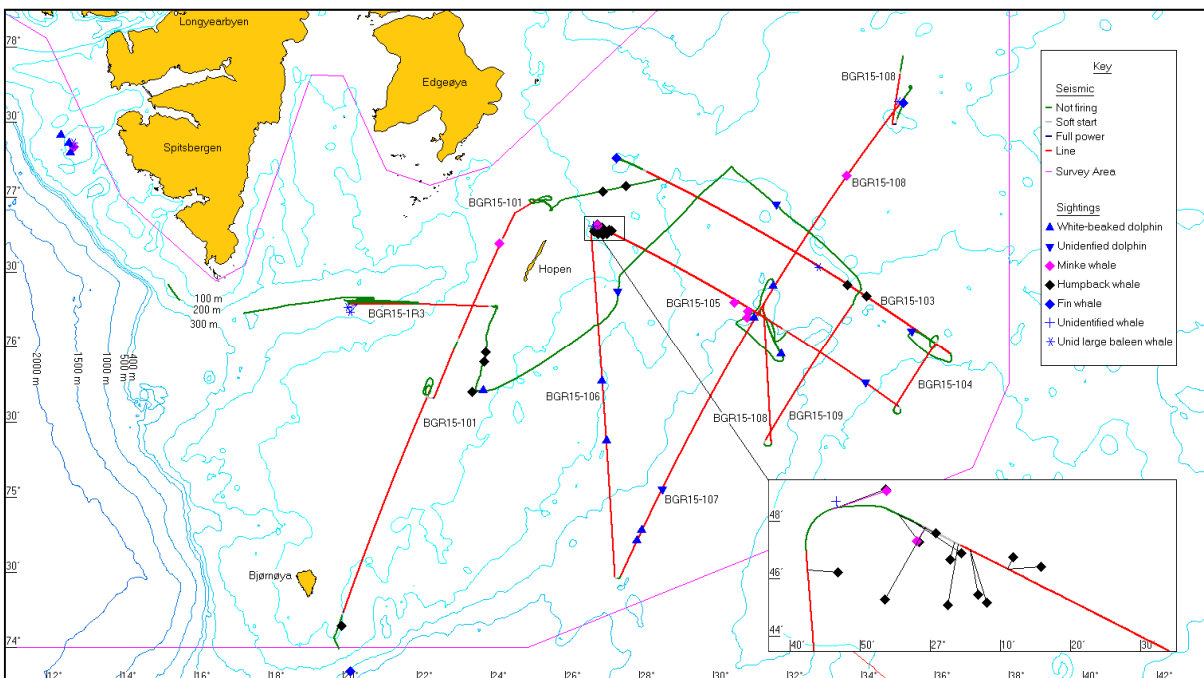 Longyearbyen
78°
Edgeøya
BGR15-108
Key
Seismic
Not firing
Soft start
Full power
Line
Survey Area
Sightings
White-beaked dolphin
Unidenfied dolphin
Minke whale
Humpback whale
Fin whale
Unidentified whale
Unid large baleen whale
30´
Spitsbergen
BGR15-108
77°
BGR15-101
Hopen
30´
100 m
200 m
300 m
BGR15-1R3
BGR15-105
BGR15-103
76°
2000 m
1500 m
1000 m
500 m
400 m
BGR15-106
BGR15-104
30´
BGR15-101
BGR15-108
BGR15-109
75°
BGR15-107
48´
30´
Bjørnøya
46´
44´
40´
50´
27°
10´
20´
30´
74°
12°
14°
16°
18°
20°
22°
24°
26°
28°
30°
32°
34°
36°
38°
40°
42°